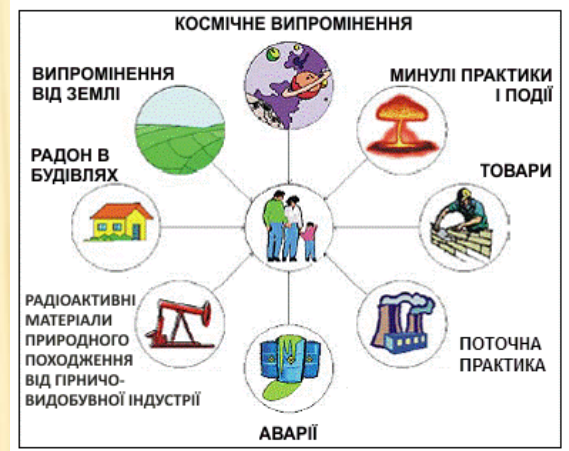 КОСМІЧНЕ ВИПРОМІНЕННЯ
ВИПРОМІНЕННЯ
ВІД ЗЕМЛІ
МИНУЛІ ПРАКТИКИ
І ПОДІЇ
РАДОН В
БУДІВЛЯХ
ТОВАРИ
РАДІОАКТИВНІ
МАТЕРІАЛИ
ПРИРОДНОГО
ПОХОДЖЕННЯ
ВІД ГІРНИЧО-
ВИДОБУВНОЇ ІНДУСТРІЇ
ПОТОЧНА
ПРАКТИКА
АВАРІЇ